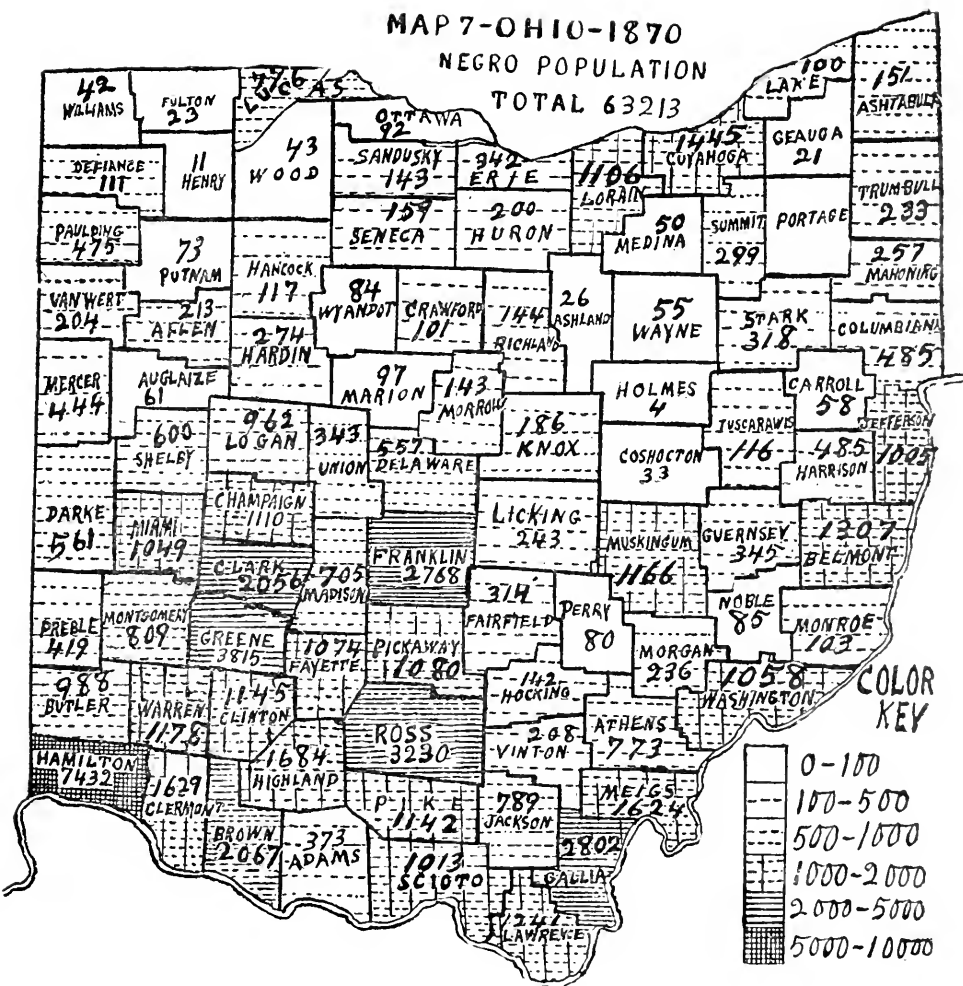 MAP 7-OHIO-1870
NEGRO POPULATION
TOTAL 63213
42
WILLIAMS
FULTON
23
776
LUCAS
OTTAWA
92
100
LAKE
151
ASHTABULA
DEFIANCE
111
11
HENRY
43
WOOD
SANDUSKY
143
342
ERIE
1106
LORAIN
1445
CUYAHOGA
GEAUGA
21
TRUMBULL
233
PAULDING
475
73
PUTNAM
HANCOCK
117
159
SENECA
200
HURON
50
MEDINA
SUMMIT
299
PORTAGE
257
MAHONING
VANWERT
204
213
ALLEN
274
HARDIN
84
WYANDOT
CRAWFORD
101
144
RICHLAND
26
ASHLAND
55
WAYNE
STARK
318
COLUMBIANA
485
MERCER
444
AUGLAIZE
61
97
MARION
143
MORROW
HOLMES
4
TUSCARAWAS
116
CARROLL
58
JEFFERSON
1005
600
SHELBY
962
LOGAN
343
UNION
557
DELAWARE
186
KNOX
COSHOCTON
33
485
HARRISON
DARKE
561
MIAMI
1049
CHAMPAIGN
1110
LICKING
243
MUSKINGUM
1166
GUERNSEY
345
1307
BELMONT
CLARK
2056
705
MADISON
FRANKLIN
2768
314
FAIRFIELD
PERRY
80
NOBLE
85
MONROE
103
PREBLE
419
MONTGOMERY
809
GREENE
3815
1074
FAYETTE
PICKAWAY
1080
142
HOCKING
MORGAN
236
1058
WASHINGTON
988
BUTLER
WARREN
1178
1145
CLINTON
ROSS
3230
208
VINTON
ATHENS
773
HAMILTON
7432
1629
CLERMONT
1684
HIGHLAND
PIKE
1142
789
JACKSON
MEIGS
1624
BROWN
2067
373
ADAMS
1013
SCIOTO
2802
GALLIA
1241
LAWRENCE
COLOR
KEY
0-100
100-500
500-1000
1000-2000
2000-5000
5000-10000